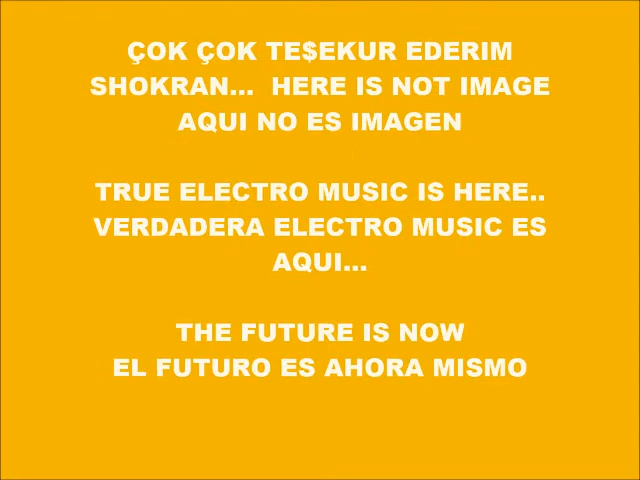 ÇOK ÇOK TE$EKUR EDERIM
SHOKRAN... HERE IS NOT IMAGE
AQUI NO ES IMAGEN
TRUE ELECTRO MUSIC IS HERE..
VERDADERA ELECTRO MUSIC ES
AQUI...
THE FUTURE IS NOW
EL FUTURO ES AHORA MISMO